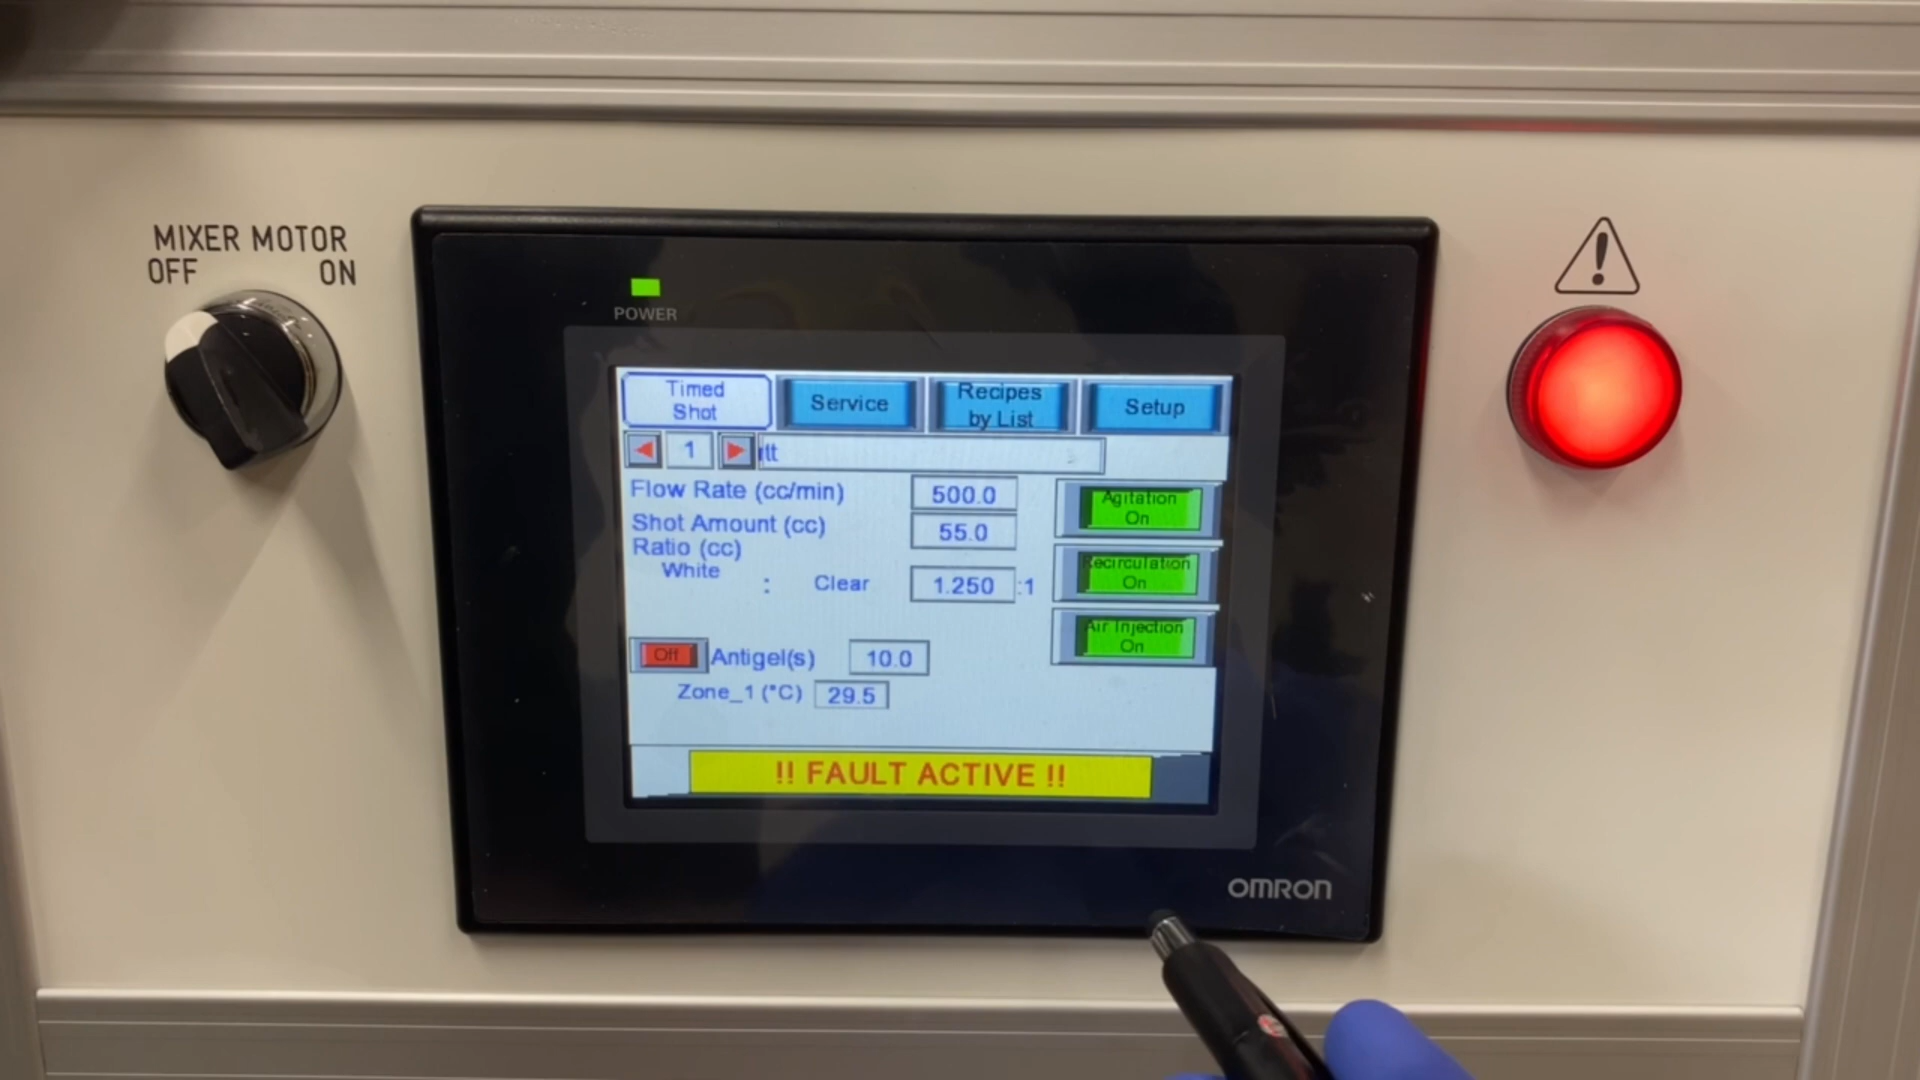 MIXER MOTOR
OFF ON
POWER
Timed Shot
Service
Recipes by List
Setup
1
Flow Rate (cc/min) 500.0
Agitation On
Shot Amount (cc) 55.0
Ratio (cc)
White : Clear 1.250 :1
Recirculation On
Air Injection On
Off Antigel(s) 10.0
Zone_1 (°C) 29.5
!! FAULT ACTIVE !!
OMRON